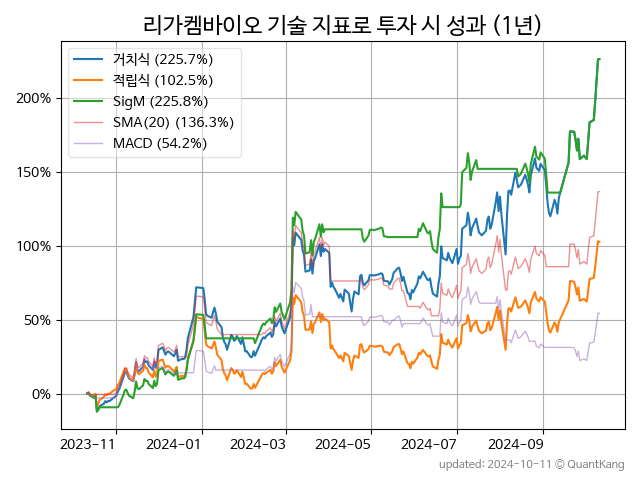 리가켐바이오 기술 지표로 투자 시 성과 (1년)
거치식 (225.7%)
적립식 (102.5%)
SigM (225.8%)
SMA(20) (136.3%)
MACD (54.2%)
200%
150%
100%
50%
0%
2023-11 2024-01 2024-03 2024-05 2024-07 2024-09
updated: 2024-10-11 © QuantKang